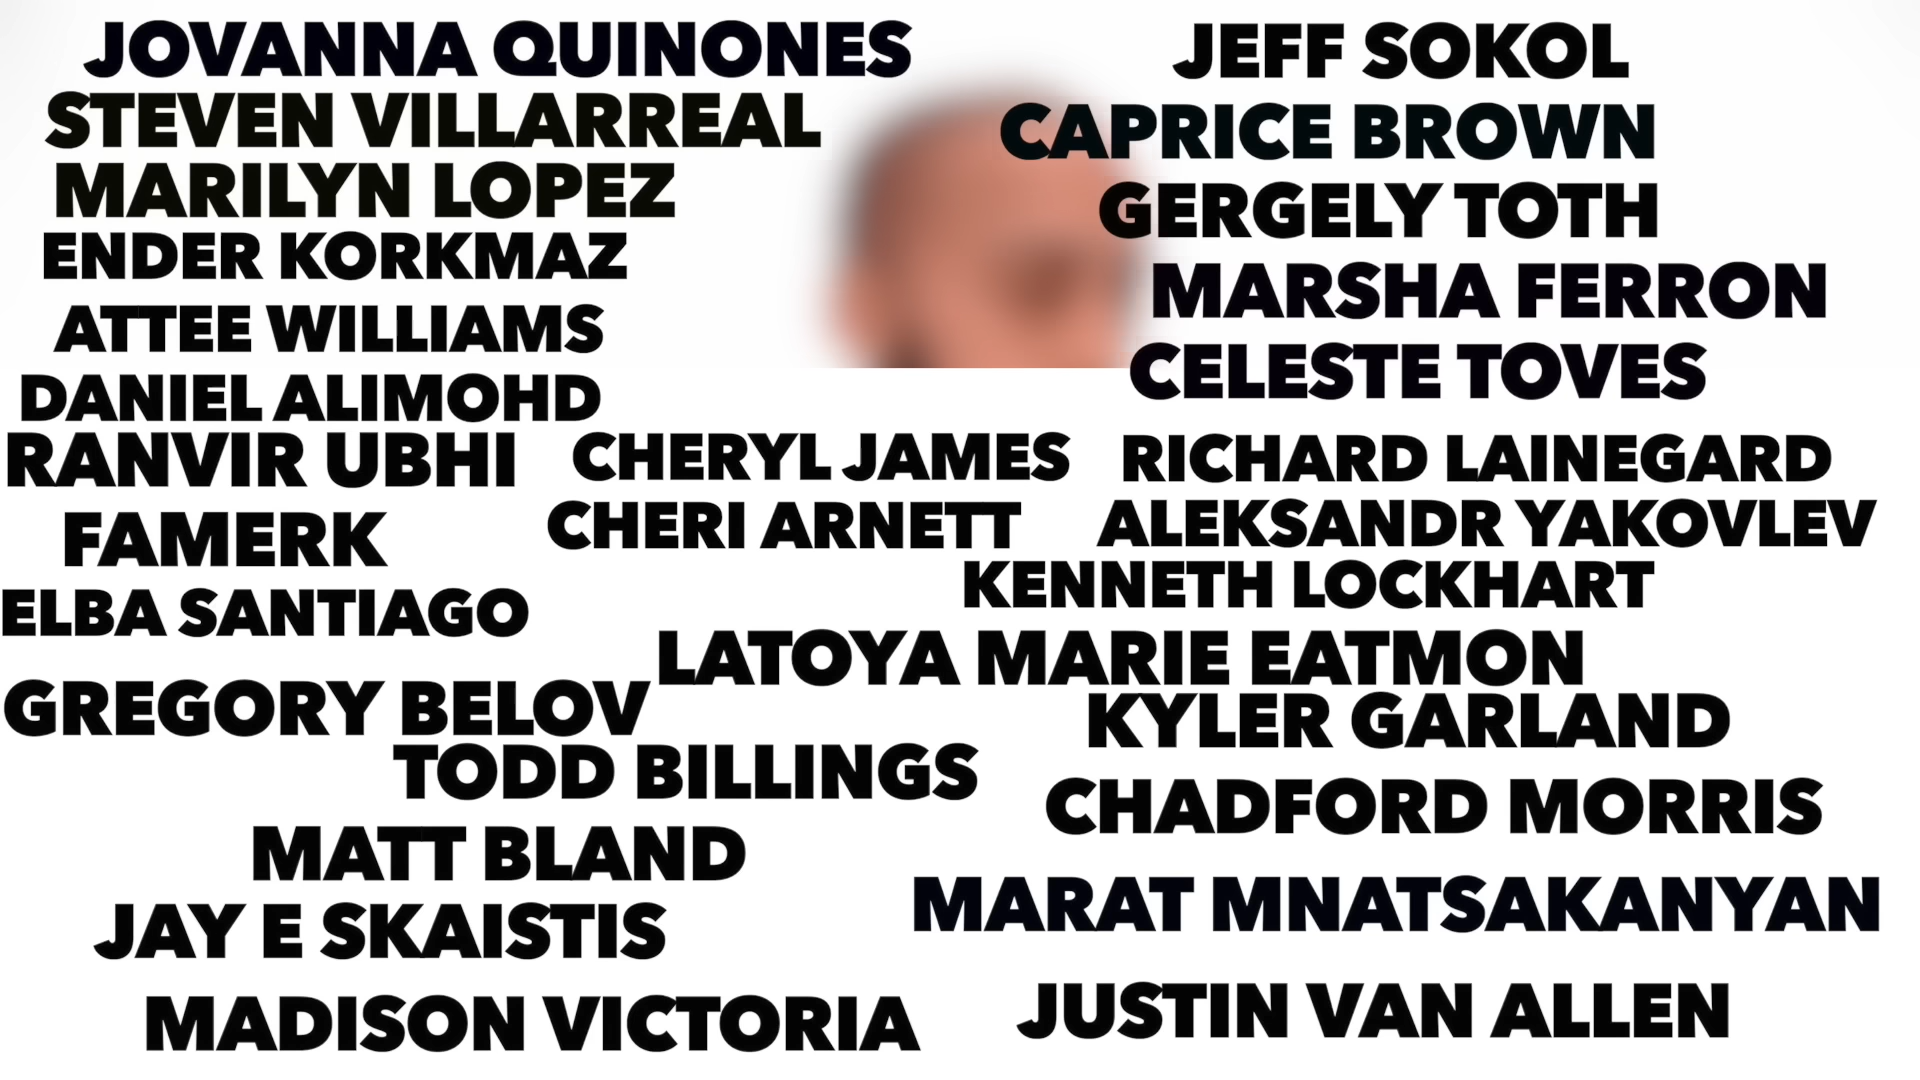 JOVANNA QUINONES
STEVEN VILLARREAL
MARILYN LOPEZ
ENDER KORKMAZ
ATTEE WILLIAMS
DANIEL ALIMOHD
RANVIR UBHI
FAMERK
ELBA SANTIAGO
GREGORY BELOV
TODD BILLINGS
MATT BLAND
JAY E SKAISTIS
MADISON VICTORIA
CHERYL JAMES
CHERI ARNETT
JEFF SOKOL
CAPRICE BROWN
GERGELY TOTH
MARSHA FERRON
CELESTE TOVES
RICHARD LAINEGARD
ALEKSANDR YAKOVLEV
KENNETH LOCKHART
LATOYA MARIE EATMON
KYLER GARLAND
CHADFORD MORRIS
MARAT MNATSAKANYAN
JUSTIN VAN ALLEN